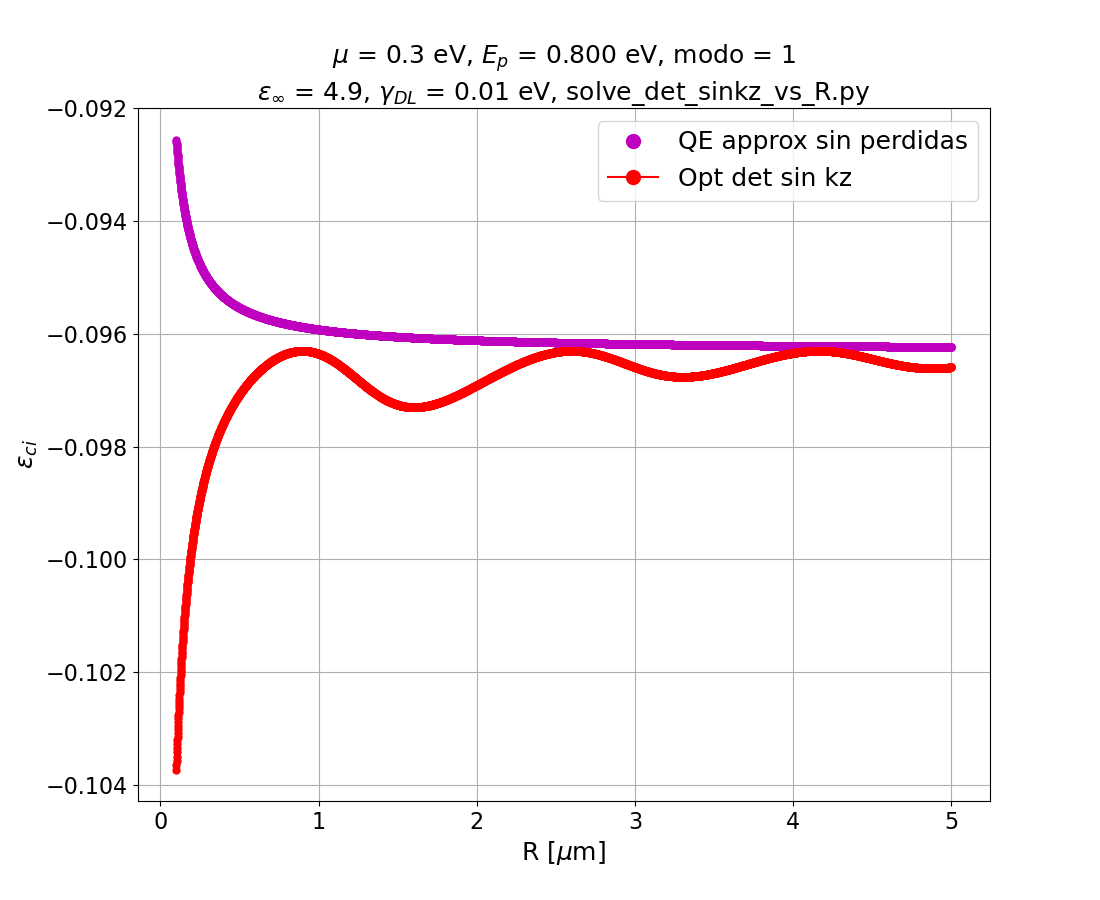 μ = 0.3 eV, E_p = 0.800 eV, modo = 1
ε_∞ = 4.9, γ_DL = 0.01 eV, solve_det_sinkz_vs_R.py
QE approx sin perdidas
Opt det sin kz
−0.092
−0.094
−0.096
−0.098
−0.100
−0.102
−0.104
ε_ci
0 1 2 3 4 5
R [μm]